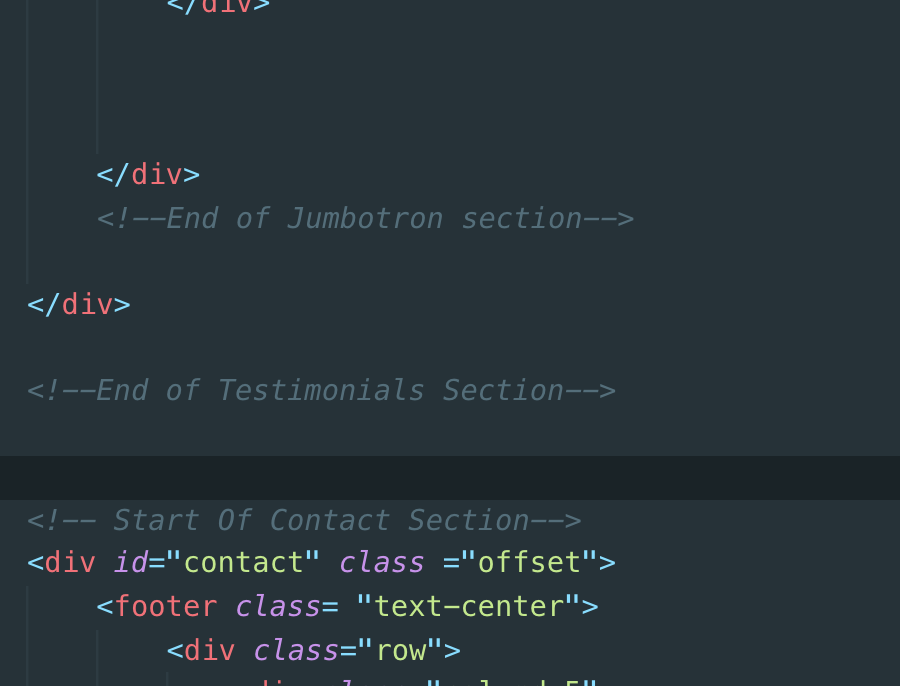 </div>
</div>
<!--End of Jumbotron section-->
</div>
<!--End of Testimonials Section-->
<!-- Start Of Contact Section-->
<div id="contact" class ="offset">
<footer class= "text-center">
<div class="row">